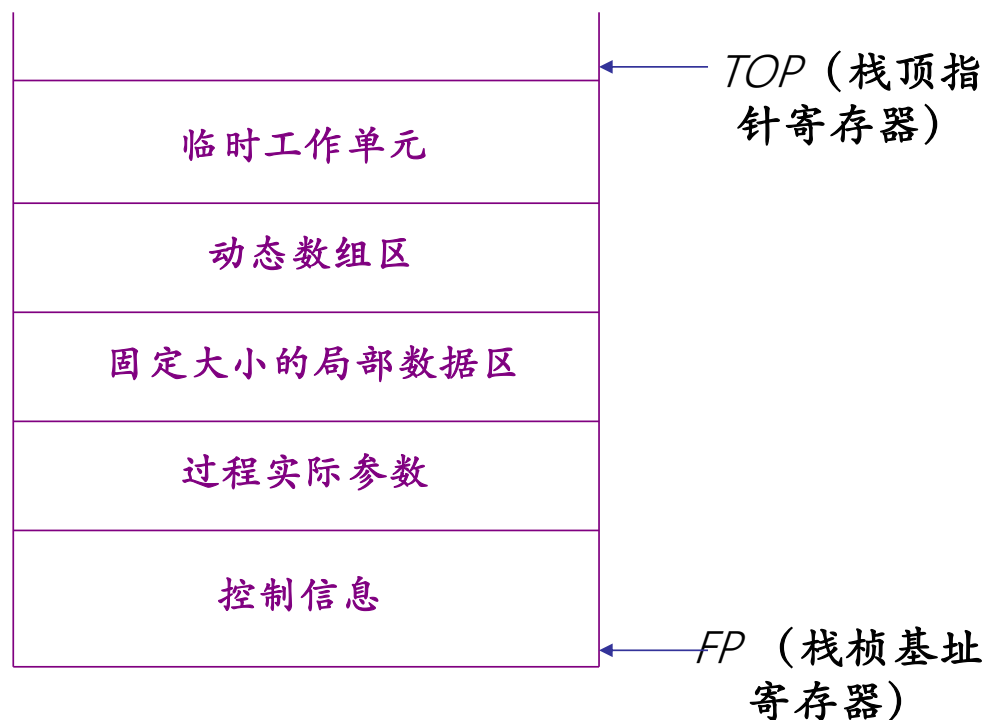 TOP（栈顶指
针寄存器）
临时工作单元
动态数组区
固定大小的局部数据区
过程实际参数
控制信息
FP （栈桢基址
寄存器）